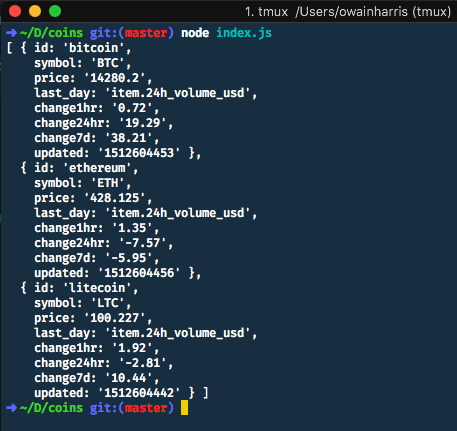 1. tmux /Users/owainharris (tmux)
➜ ~/D/coins git:(master) node index.js
[ { id: 'bitcoin',
symbol: 'BTC',
price: '14280.2',
last_day: 'item.24h_volume_usd',
change1hr: '0.72',
change24hr: '19.29',
change7d: '38.21',
updated: '1512604453' },
{ id: 'ethereum',
symbol: 'ETH',
price: '428.125',
last_day: 'item.24h_volume_usd',
change1hr: '1.35',
change24hr: '-7.57',
change7d: '-5.95',
updated: '1512604456' },
{ id: 'litecoin',
symbol: 'LTC',
price: '100.227',
last_day: 'item.24h_volume_usd',
change1hr: '1.92',
change24hr: '-2.81',
change7d: '10.44',
updated: '1512604442' } ]
➜ ~/D/coins git:(master)